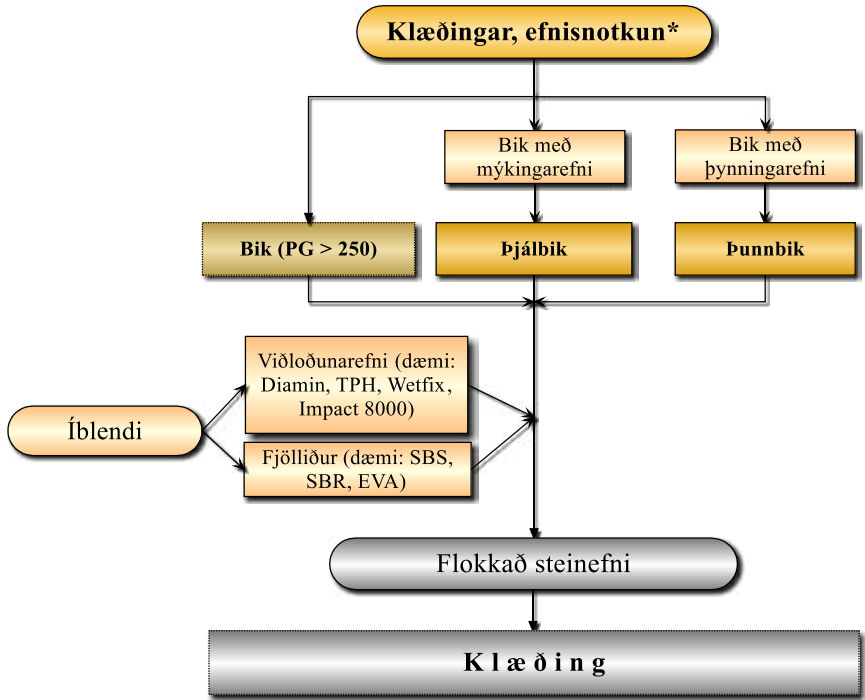 Klæðingar, efnisnotkun*
Bik með
mýkingarefni
Bik með
þynningarefni
Bik (PG > 250)
Þjálbik
Þunnbik
Viðloðunarefni (dæmi:
Diamin, TPH, Wetfix,
Impact 8000)
Íblendi
Fjölliður (dæmi: SBS,
SBR, EVA)
Flokkað steinefni
Klæðing